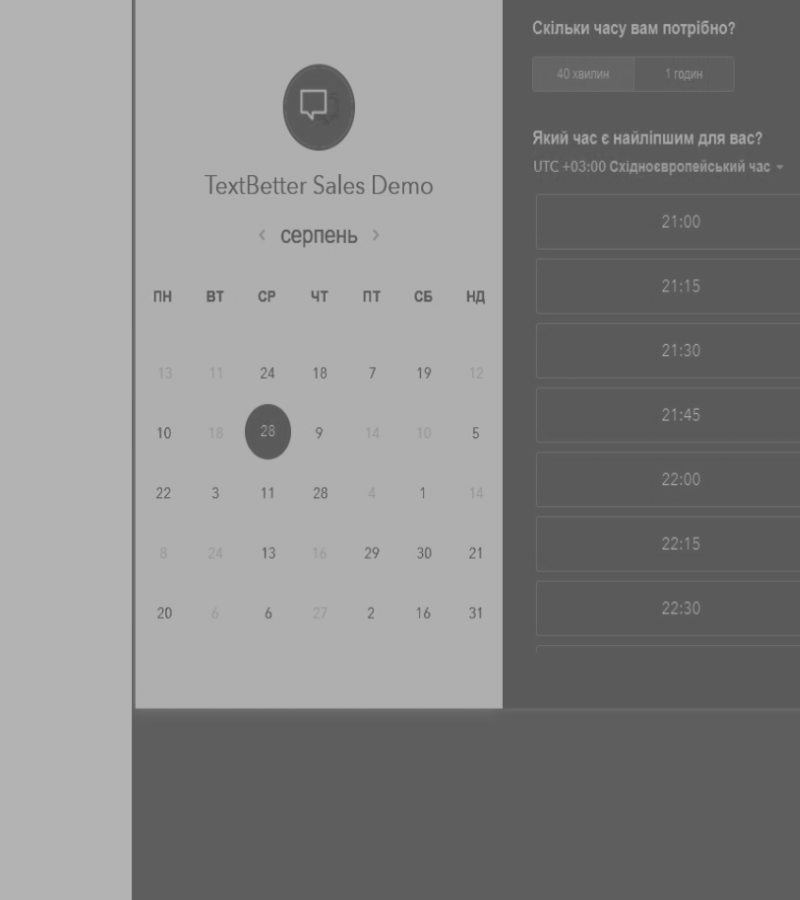 TextBetter Sales Demo
‹ серпень ›
ПН ВТ СР ЧТ ПТ СБ НД
13 11 24 18 7 19 12
10 18 28 9 14 10 5
22 3 11 28 4 1 14
8 24 13 16 29 30 21
20 6 6 27 2 16 31
Скільки часу вам потрібно?
40 хвилин 1 годин
Який час є найліпшим для вас?
UTC +03:00 Східноєвропейський час
21:00
21:15
21:30
21:45
22:00
22:15
22:30